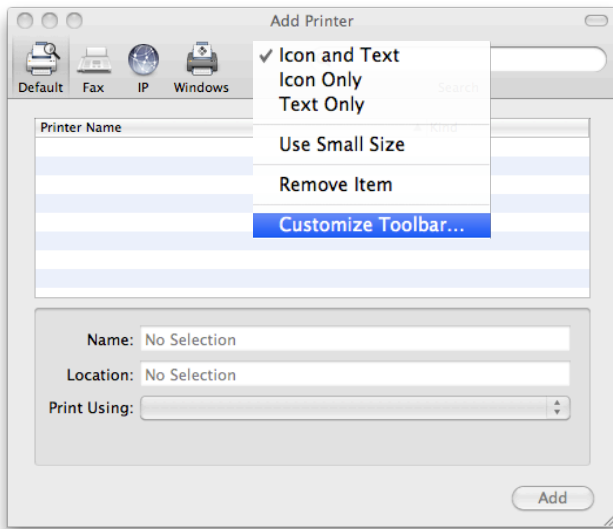 Add Printer
Default Fax IP Windows Search
✓ Icon and Text
Icon Only
Text Only
Use Small Size
Remove Item
Customize Toolbar...
Printer Name Kind
Name: No Selection
Location: No Selection
Print Using:
Add